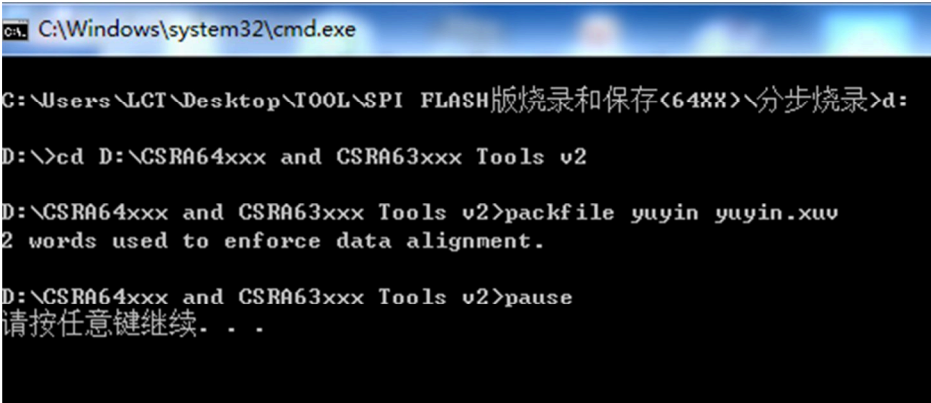 C:\Windows\system32\cmd.exe
C:\Users\LCT\Desktop\TOOL\SPI FLASH版烧录和保存(64XX)\分步烧录>d:
D:\>cd D:\CSRA64xxx and CSRA63xxx Tools v2
D:\CSRA64xxx and CSRA63xxx Tools v2>packfile yuyin yuyin.xuv
2 words used to enforce data alignment.
D:\CSRA64xxx and CSRA63xxx Tools v2>pause
请按任意键继续. . .